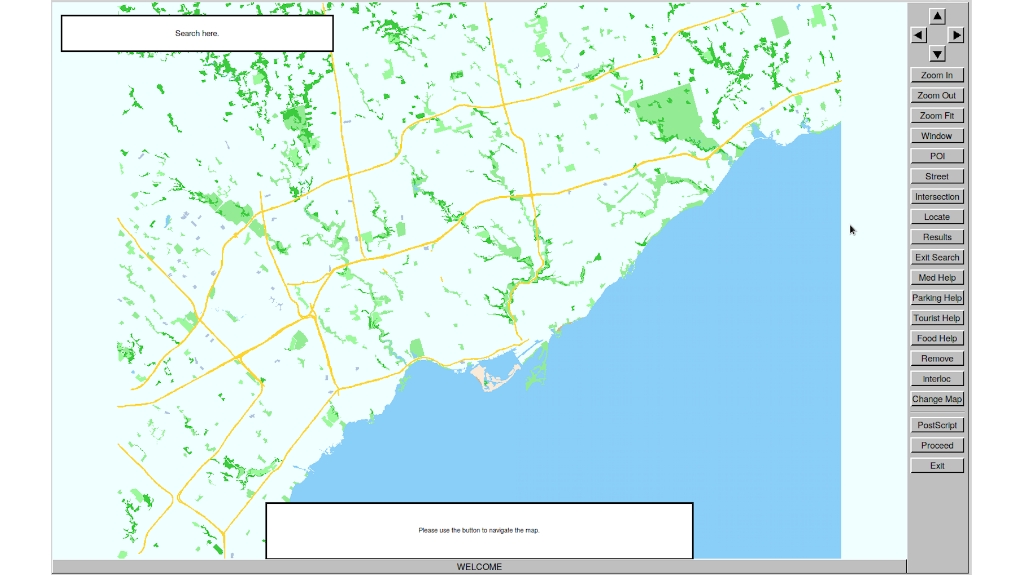 Search here.
Zoom In
Zoom Out
Zoom Fit
Window
POI
Street
Intersection
Locate
Results
Exit Search
Med Help
Parking Help
Tourist Help
Food Help
Remove
Interloc
Change Map
PostScript
Proceed
Exit
Please use the button to navigate the map.
WELCOME